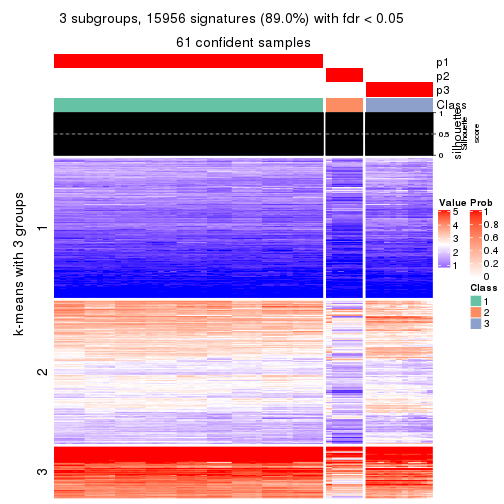 3 subgroups, 15956 signatures (89.0%) with fdr < 0.05
61 confident samples
p1
p2
p3
Class
1
0.5
0
silhouette
Silhouette
score
k-means with 3 groups
1
2
3
Value
5
4
3
2
1
Prob
1
0.8
0.6
0.4
0.2
0
Class
1
2
3